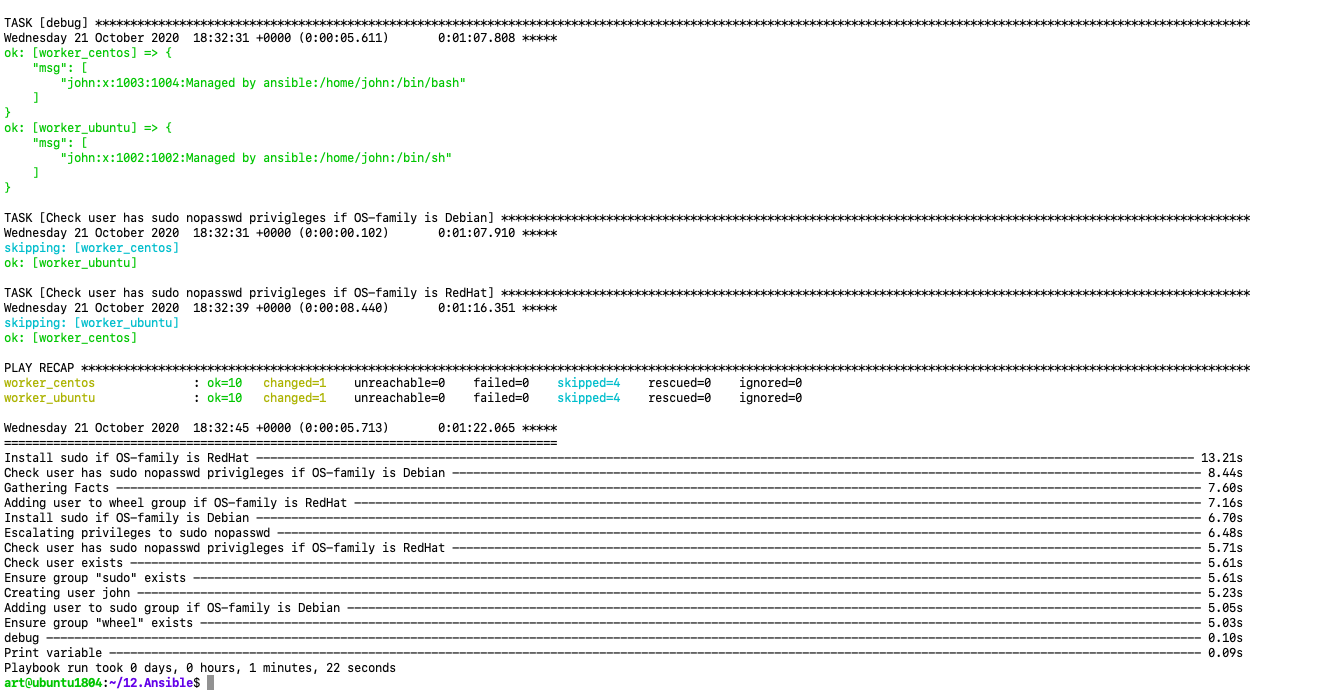 TASK [debug] ********************************************************************************************************************************************************************
Wednesday 21 October 2020  18:32:31 +0000 (0:00:05.611)       0:01:07.808 *****
ok: [worker_centos] => {
    "msg": [
        "john:x:1003:1004:Managed by ansible:/home/john:/bin/bash"
    ]
}
ok: [worker_ubuntu] => {
    "msg": [
        "john:x:1002:1002:Managed by ansible:/home/john:/bin/sh"
    ]
}
TASK [Check user has sudo nopasswd privigleges if OS-family is Debian] ***********************************************************************************************************
Wednesday 21 October 2020  18:32:31 +0000 (0:00:00.102)       0:01:07.910 *****
skipping: [worker_centos]
ok: [worker_ubuntu]
TASK [Check user has sudo nopasswd privigleges if OS-family is RedHat] ***********************************************************************************************************
Wednesday 21 October 2020  18:32:39 +0000 (0:00:08.440)       0:01:16.351 *****
skipping: [worker_ubuntu]
ok: [worker_centos]
PLAY RECAP ***********************************************************************************************************************************************************************
worker_centos              : ok=10   changed=1    unreachable=0    failed=0    skipped=4    rescued=0    ignored=0
worker_ubuntu              : ok=10   changed=1    unreachable=0    failed=0    skipped=4    rescued=0    ignored=0
Wednesday 21 October 2020  18:32:45 +0000 (0:00:05.713)       0:01:22.065 *****
===============================================================================
Install sudo if OS-family is RedHat -------------------------------------------------------------------------------------------------------------------------------------- 13.21s
Check user has sudo nopasswd privigleges if OS-family is Debian ----------------------------------------------------------------------------------------------------------- 8.44s
Gathering Facts ----------------------------------------------------------------------------------------------------------------------------------------------------------- 7.60s
Adding user to wheel group if OS-family is RedHat ------------------------------------------------------------------------------------------------------------------------- 7.16s
Install sudo if OS-family is Debian --------------------------------------------------------------------------------------------------------------------------------------- 6.70s
Escalating privileges to sudo nopasswd ------------------------------------------------------------------------------------------------------------------------------------ 6.48s
Check user has sudo nopasswd privigleges if OS-family is RedHat ----------------------------------------------------------------------------------------------------------- 5.71s
Check user exists --------------------------------------------------------------------------------------------------------------------------------------------------------- 5.61s
Ensure group "sudo" exists ------------------------------------------------------------------------------------------------------------------------------------------------ 5.61s
Creating user john -------------------------------------------------------------------------------------------------------------------------------------------------------- 5.23s
Adding user to sudo group if OS-family is Debian -------------------------------------------------------------------------------------------------------------------------- 5.05s
Ensure group "wheel" exists ----------------------------------------------------------------------------------------------------------------------------------------------- 5.03s
debug --------------------------------------------------------------------------------------------------------------------------------------------------------------------- 0.10s
Print variable ------------------------------------------------------------------------------------------------------------------------------------------------------------ 0.09s
Playbook run took 0 days, 0 hours, 1 minutes, 22 seconds
art@ubuntu1804:~/12.Ansible$